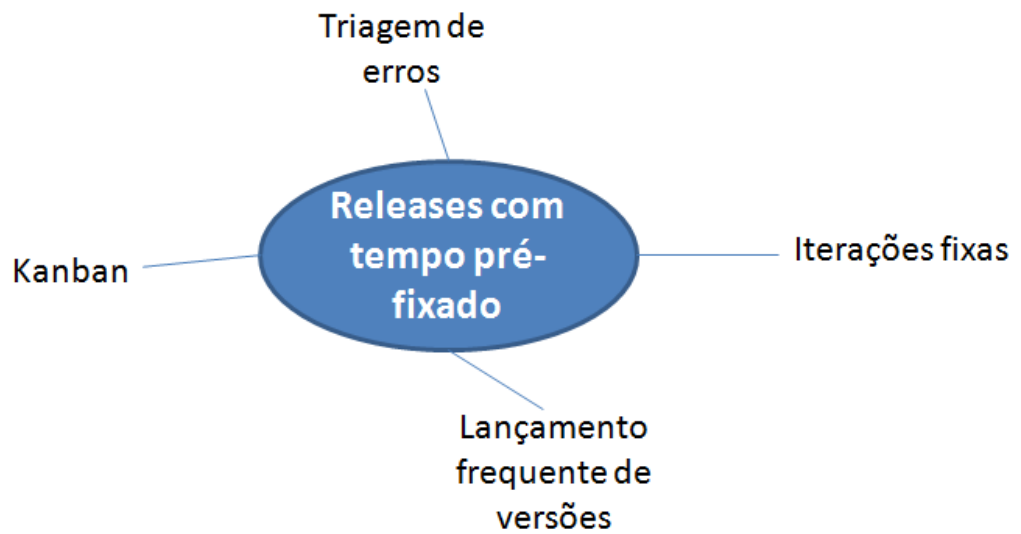 Triagem de
erros
Releases com
tempo pré-
fixado
Kanban
Iterações fixas
Lançamento
frequente de
versões